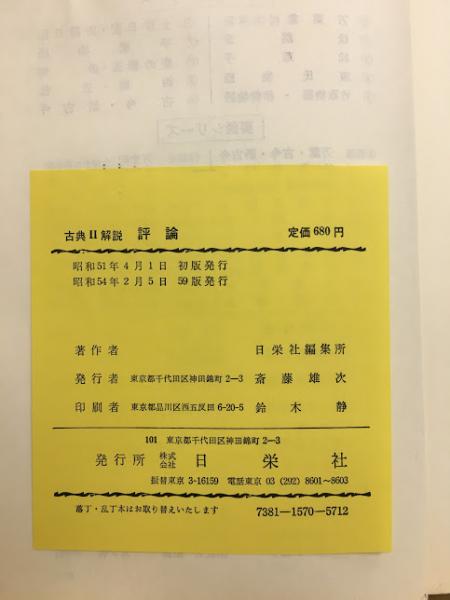 古典 II 解説 評論 定価 680 円
昭和51年4月1日 初版発行
昭和54年2月5日 59版発行
著作者 日栄社編集所
発行者 東京都千代田区神田錦町 2―3 斎藤雄次
印刷者 東京都品川区西五反田 6-20-5 鈴木静
101 東京都千代田区神田錦町 2―3
発行所 株式会社 日栄社
振替東京 3-16159 電話東京 03 (292) 8601〜8603
落丁・乱丁本はお取り替えいたします 7381―1570―5712